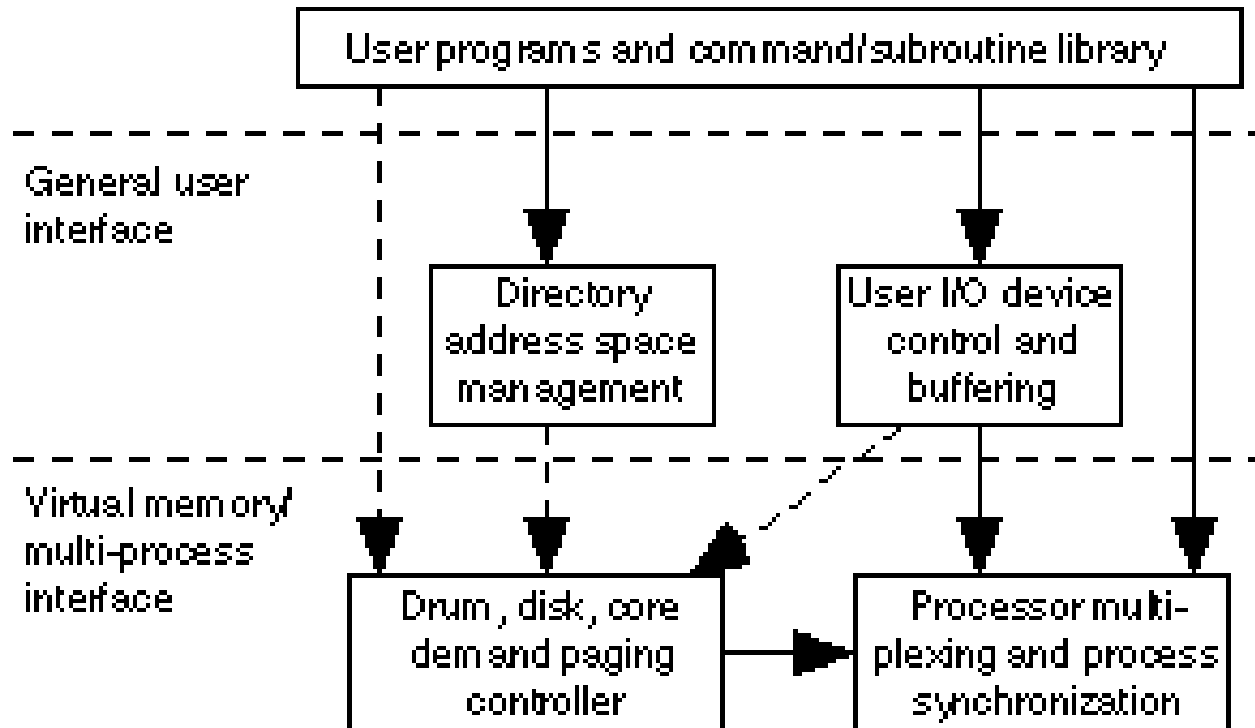 User programs and command/subroutine library
General user
interface
Directory
address space
management
User I/O device
control and
buffering
Virtual memory/
multi-process
interface
Drum, disk, core
demand paging
controller
Processor multi-
plexing and process
synchronization